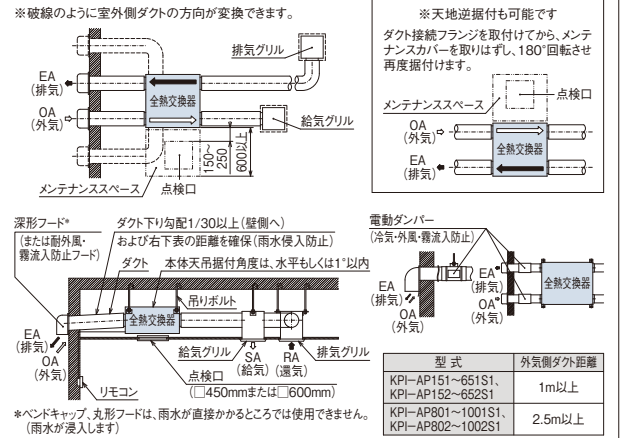 ※破線のように室外側ダクトの方向が変換できます。
排気グリル
EA
(排気)
全熱交換器
OA
(外気)
給気グリル
150〜
250
600以上
メンテナンススペース
点検口
※天地逆据付も可能です
ダクト接続フランジを取付けてから、メンテ
ナンスカバーを取りはずし、180°回転させ
再度据付けます。
点検口
メンテナンススペース
OA
(外気)
全熱交換器
EA
(排気)
深形フード*
(または耐外風・
霧流入防止フード)
ダクト下り勾配1/30以上(壁側へ)
および右下表の距離を確保(雨水侵入防止)
ダクト
本体天吊据付角度は、水平もしくは1°以内
吊りボルト
全熱交換器
EA
(排気)
OA
(外気)
給気グリル
SA
(給気)
RA
(還気)
排気グリル
点検口
(□450mmまたは□600mm)
リモコン
*ベンドキャップ、丸形フードは、雨水が直接かかるところでは使用できません。
(雨水が浸入します)
電動ダンパー
(冷気・外風・霧流入防止)
EA
(排気)
OA
(外気)
EA
(排気)
OA
(外気)
全熱交換器
型式 外気側ダクト距離
KPI-AP151〜651S1、
KPI-AP152〜652S1
1m以上
KPI-AP801〜1001S1、
KPI-AP802〜1002S1
2.5m以上